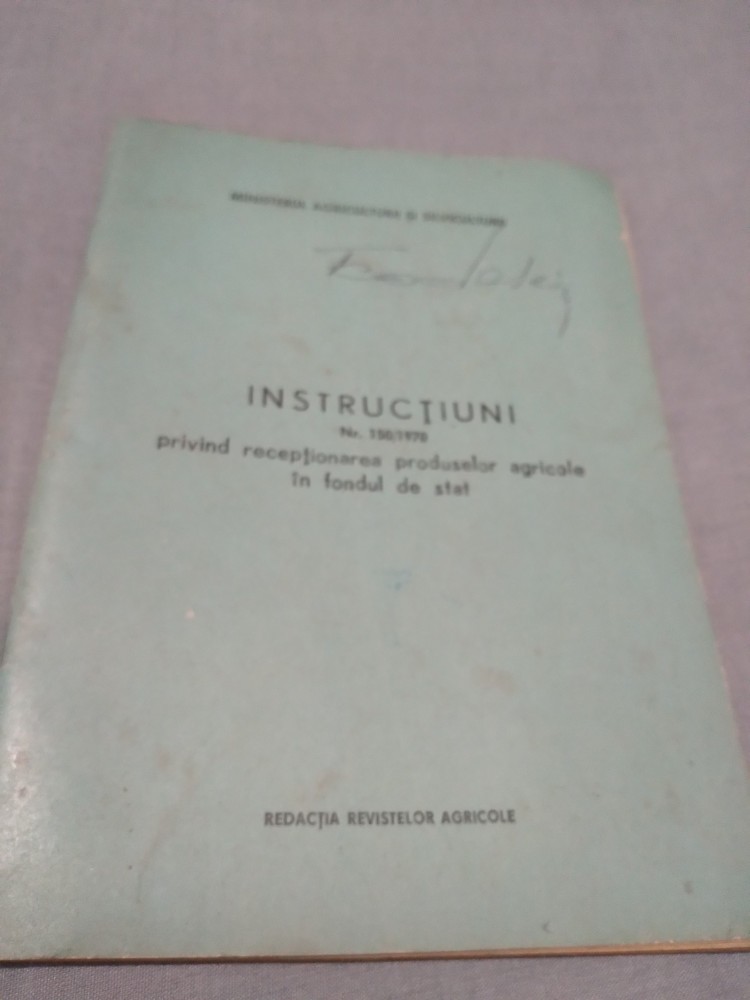 MINISTERUL AGRICULTURII ȘI SILVICULTURII
INSTRUCȚIUNI
Nr. 150/1978
privind recepționarea produselor agricole
în fondul de stat
REDACȚIA REVISTELOR AGRICOLE